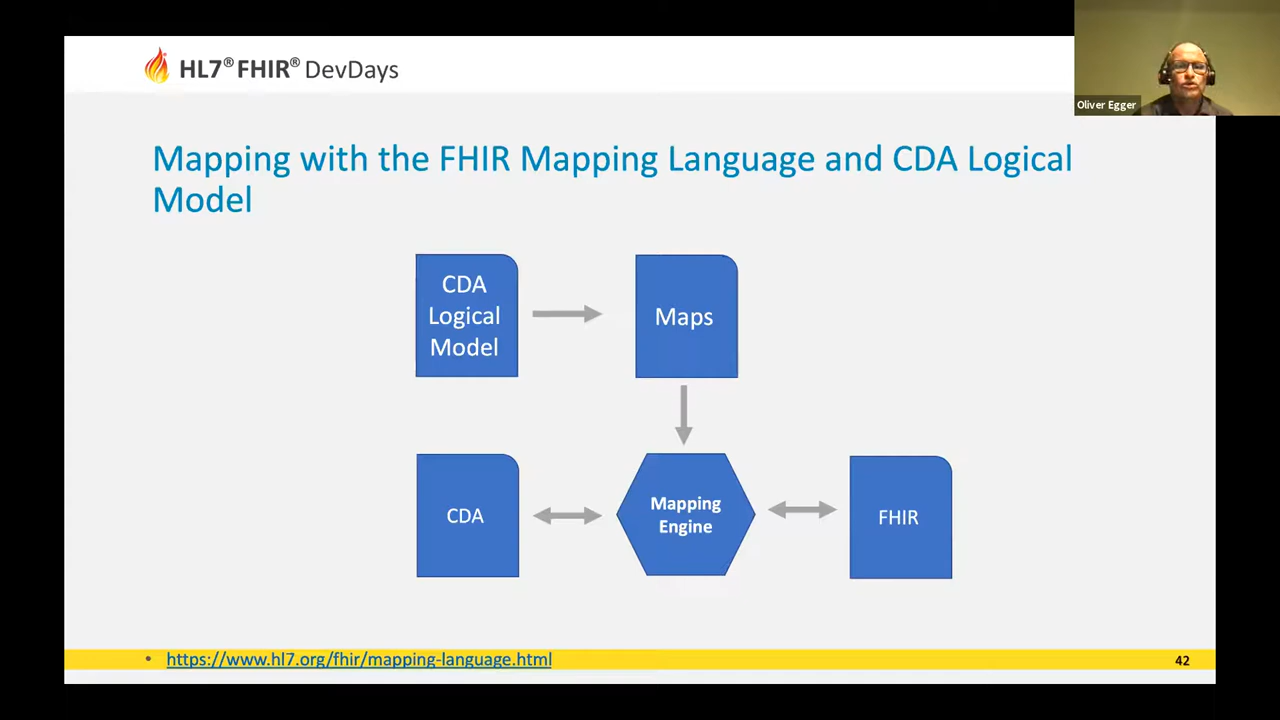 HL7® FHIR® DevDays
Oliver Egger
Mapping with the FHIR Mapping Language and CDA Logical
Model
CDA
Logical
Model
Maps
CDA
Mapping
Engine
FHIR
• https://www.hl7.org/fhir/mapping-language.html
42